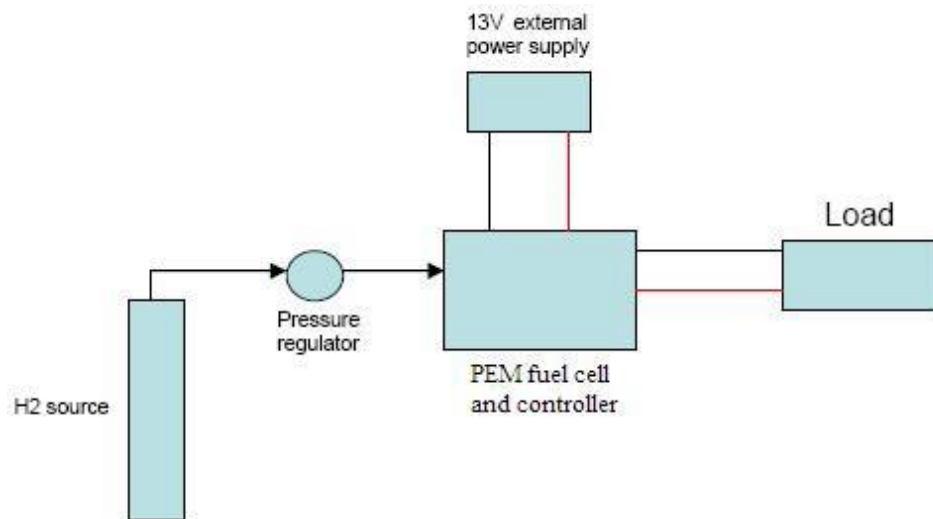 13V external
power supply
Load
Pressure
regulator
PEM fuel cell
and controller
H2 source